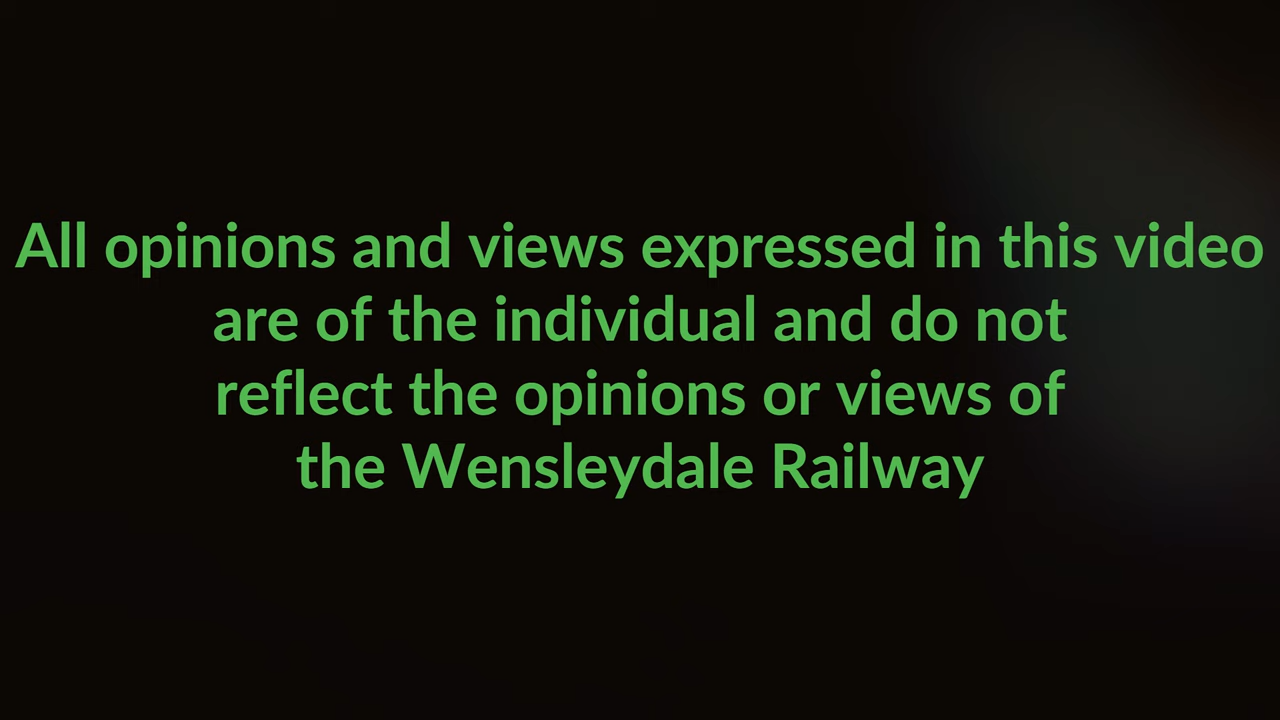 All opinions and views expressed in this video
are of the individual and do not
reflect the opinions or views of
the Wensleydale Railway